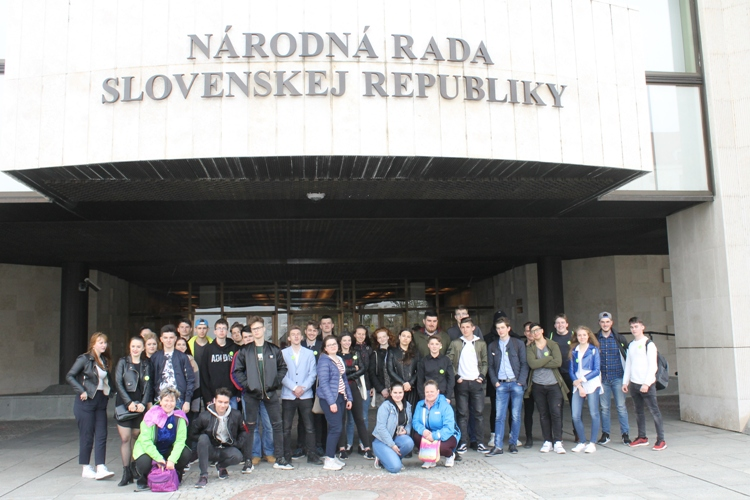 NÁRODNÁ RADA
SLOVENSKEJ REPUBLIKY